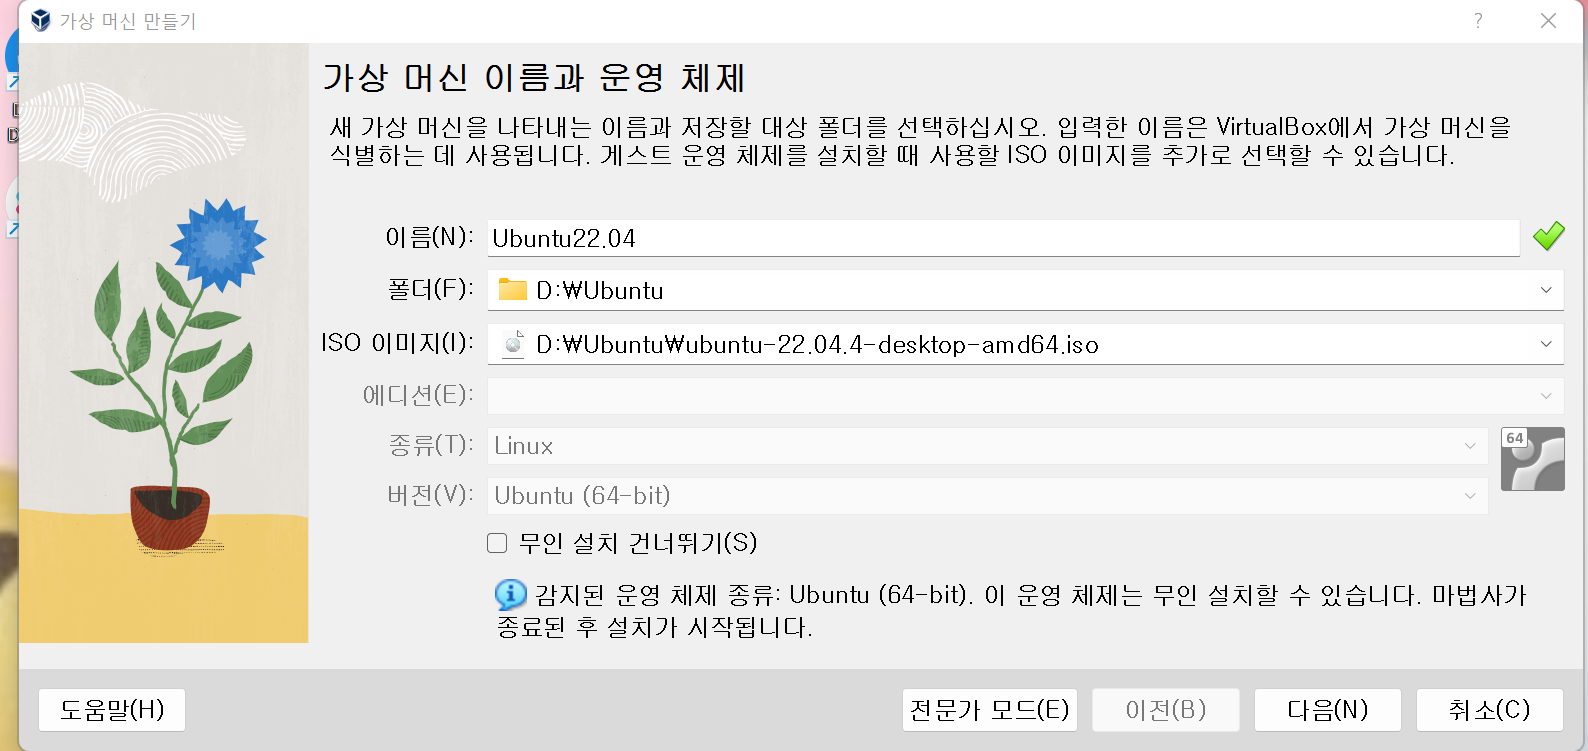 가상 머신 만들기
가상 머신 이름과 운영 체제
새 가상 머신을 나타내는 이름과 저장할 대상 폴더를 선택하십시오. 입력한 이름은 VirtualBox에서 가상 머신을
식별하는 데 사용됩니다. 게스트 운영 체제를 설치할 때 사용할 ISO 이미지를 추가로 선택할 수 있습니다.
이름(N): Ubuntu22.04
폴더(F): D:₩Ubuntu
ISO 이미지(I): D:₩Ubuntu₩ubuntu-22.04.4-desktop-amd64.iso
에디션(E):
종류(T): Linux
64
버전(V): Ubuntu (64-bit)
무인 설치 건너뛰기(S)
감지된 운영 체제 종류: Ubuntu (64-bit). 이 운영 체제는 무인 설치할 수 있습니다. 마법사가
종료된 후 설치가 시작됩니다.
도움말(H) 전문가 모드(E) 이전(B) 다음(N) 취소(C)